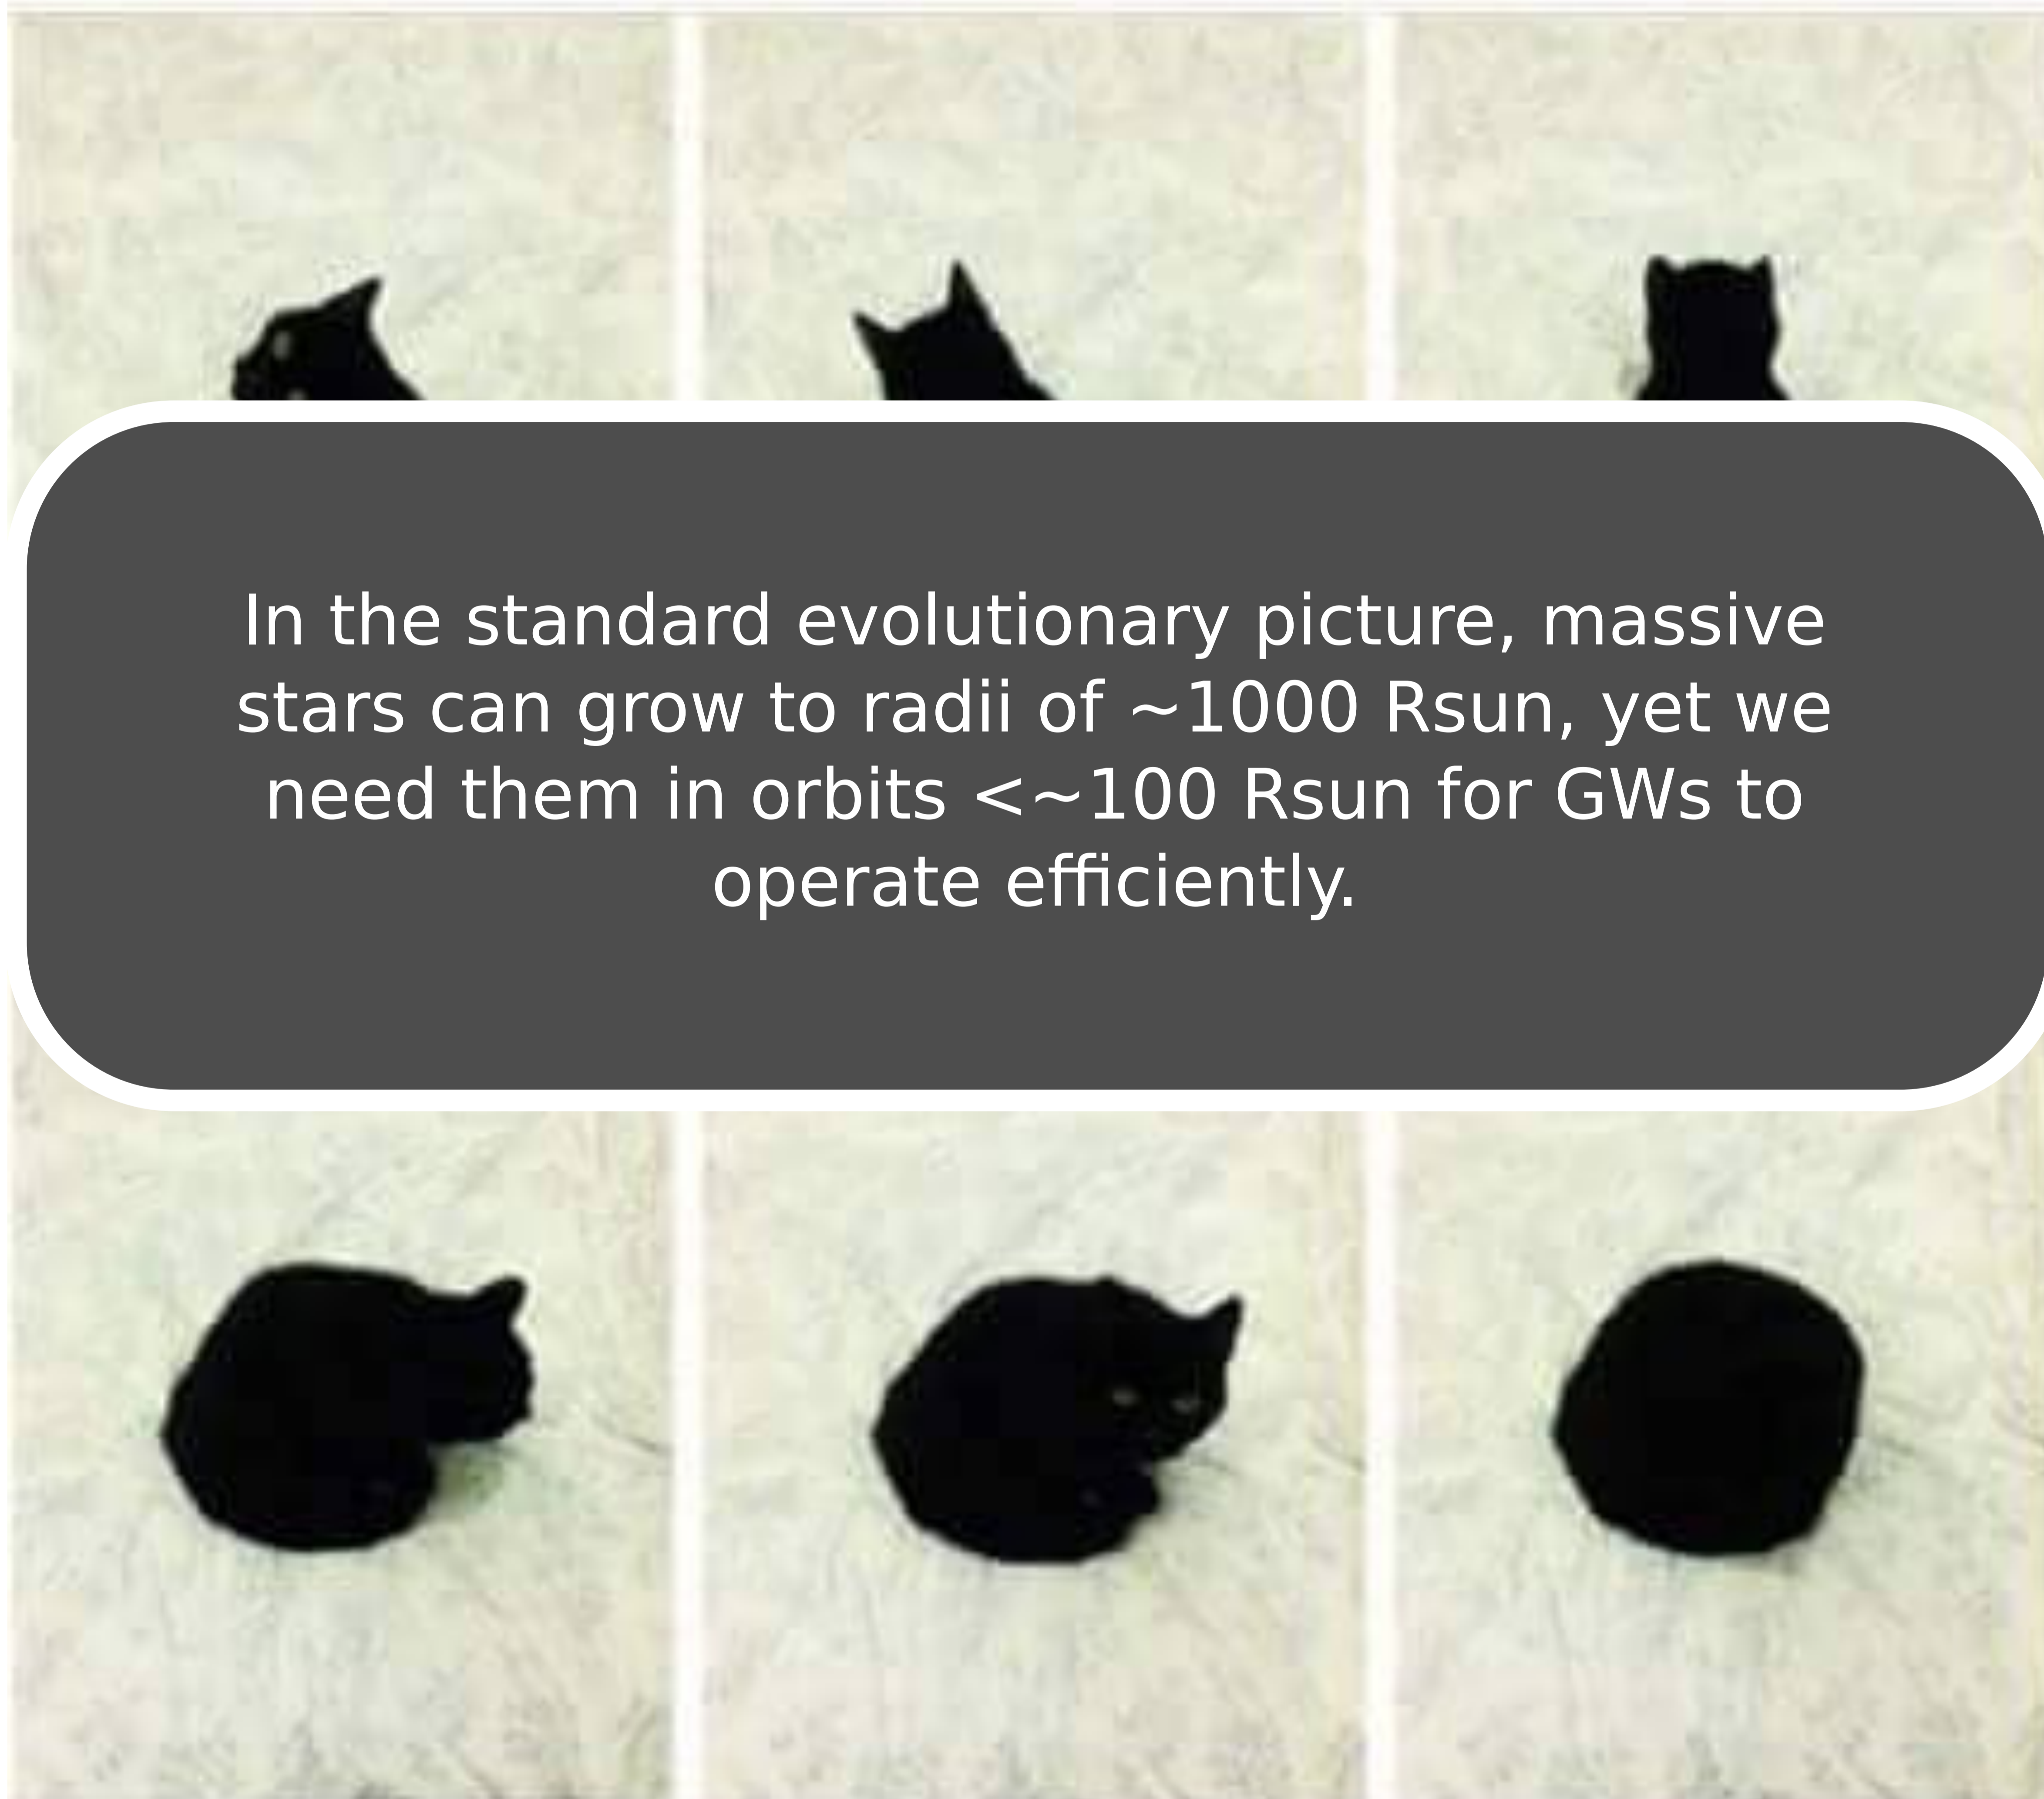 In the standard evolutionary picture, massive
stars can grow to radii of ~1000 Rsun, yet we
need them in orbits <~100 Rsun for GWs to
operate efficiently.